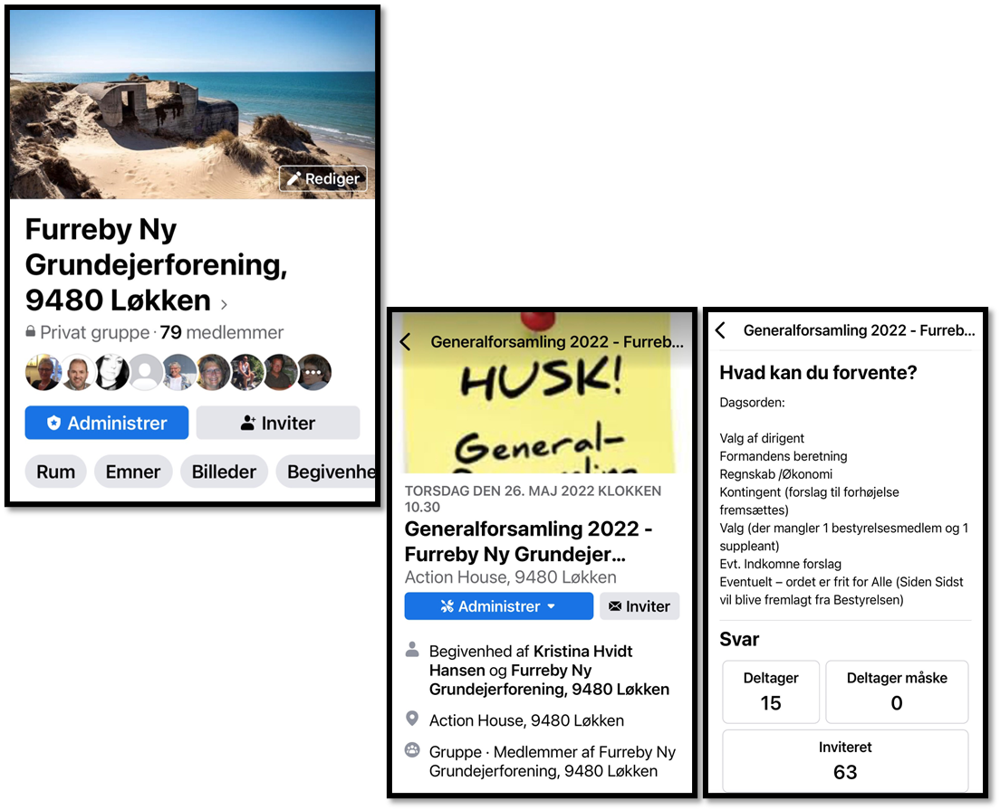 Rediger
Furreby Ny
Grundejerforening,
9480 Løkken ›
Privat gruppe · 79 medlemmer
Administrer
Inviter
Rum
Emner
Billeder
Begivenhe
Generalforsamling 2022 - Furreb...
HUSK!
General-
TORSDAG DEN 26. MAJ 2022 KLOKKEN
10.30
Generalforsamling 2022 -
Furreby Ny Grundejer...
Action House, 9480 Løkken
Administrer
Inviter
Begivenhed af Kristina Hvidt
Hansen og Furreby Ny
Grundejerforening, 9480 Løkken
Action House, 9480 Løkken
Gruppe · Medlemmer af Furreby Ny
Grundejerforening, 9480 Løkken
Generalforsamling 2022 - Furreb...
Hvad kan du forvente?
Dagsorden:
Valg af dirigent
Formandens beretning
Regnskab /Økonomi
Kontingent (forslag til forhøjelse
fremsættes)
Valg (der mangler 1 bestyrelsesmedlem og 1
suppleant)
Evt. Indkomne forslag
Eventuelt – ordet er frit for Alle (Siden Sidst
vil blive fremlagt fra Bestyrelsen)
Svar
Deltager
15
Deltager måske
0
Inviteret
63